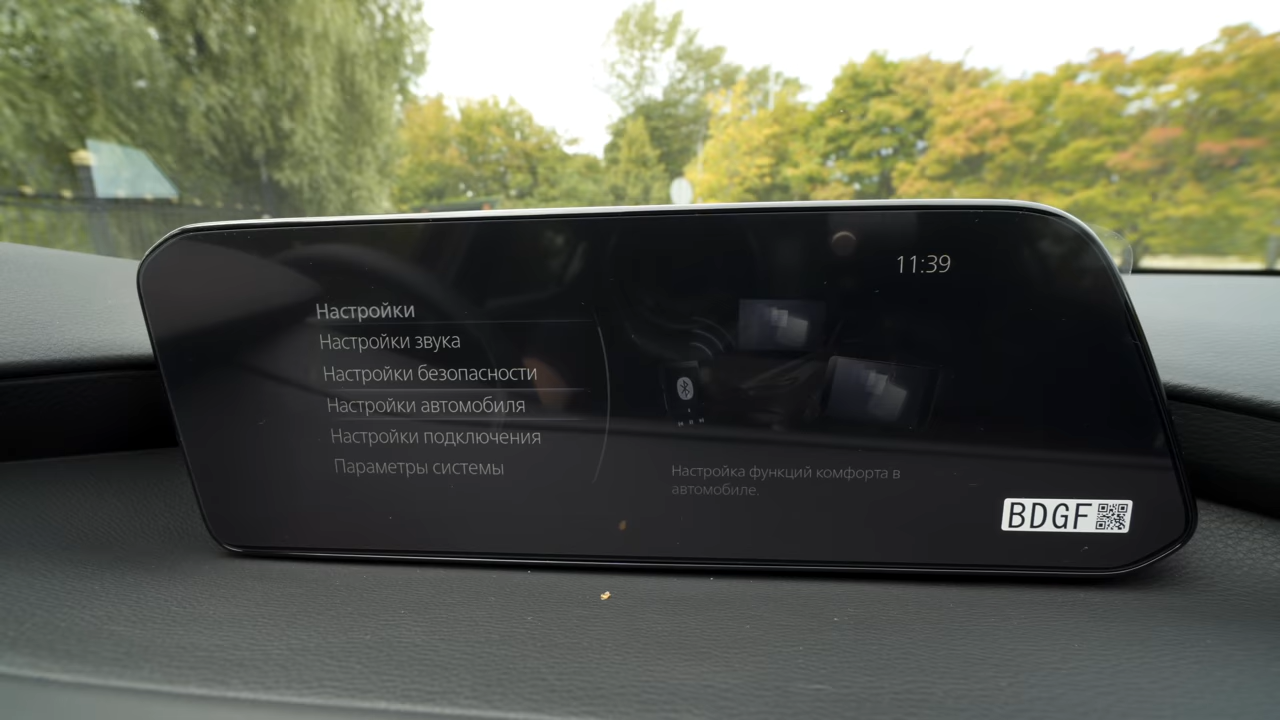 11:39
Настройки
Настройки звука
Настройки безопасности
Настройки автомобиля
Настройки подключения
Параметры системы
Настройка функций комфорта в
автомобиле.
BDGF